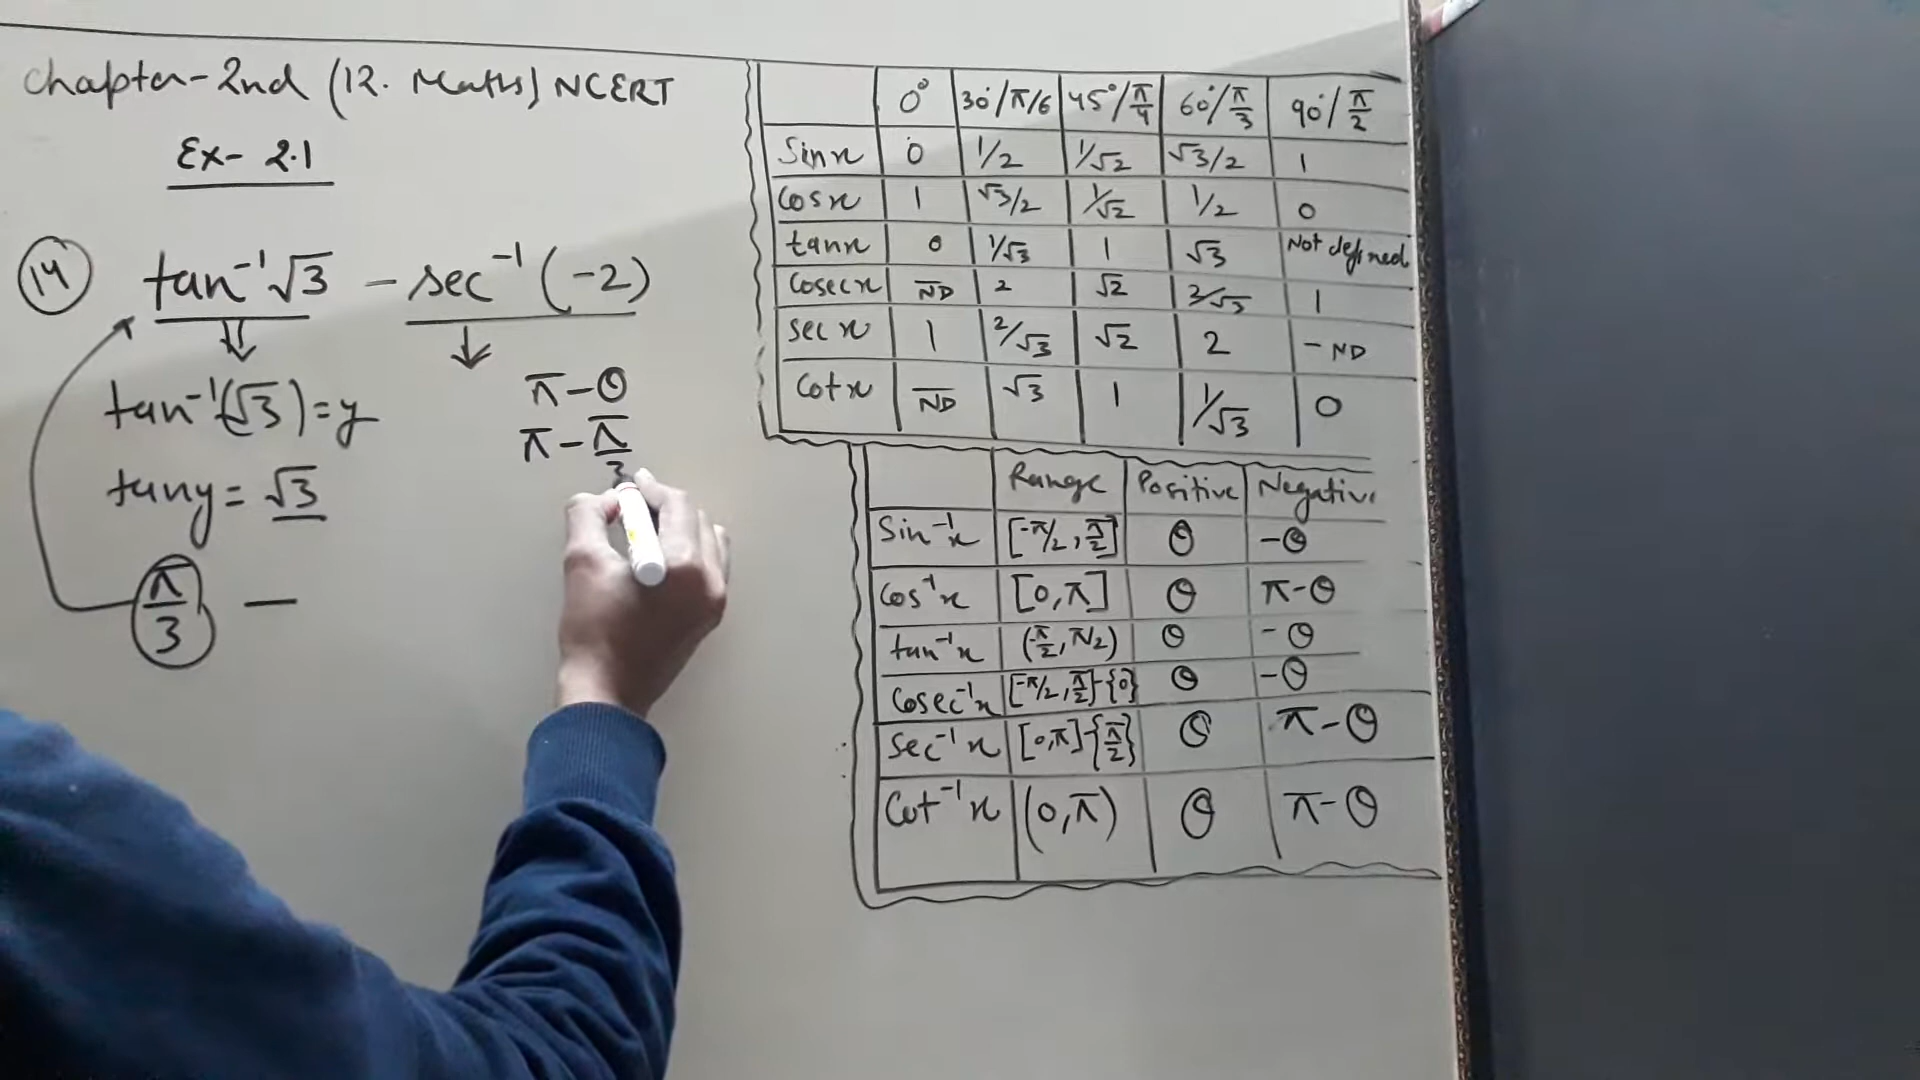 Chapter-2nd (12. Maths) NCERT
Ex- 2.1
14 tan⁻¹√3 - sec⁻¹(-2)
tan⁻¹(√3)=y
tany= √3
π/3 —
π-θ
π-π/3
0° 30°/π/6 45°/π/4 60°/π/3 90°/π/2
Sinx 0 1/2 1/√2 √3/2 1
Cosx 1 √3/2 1/√2 1/2 0
tanx 0 1/√3 1 √3 Not defined
Cosecx ND 2 √2 2/√3 1
sec x 1 2/√3 √2 2 - ND
Cotx ND √3 1 1/√3 0
Range Positive Negative
Sin⁻¹x [-π/2, π/2] θ -θ
Cos⁻¹x [0,π] θ π-θ
tan⁻¹x (-π/2, π/2) θ -θ
Cosec⁻¹x [-π/2, π/2]-{0} θ -θ
Sec⁻¹x [0,π]-{π/2} θ π-θ
Cot⁻¹x (0,π) θ π-θ